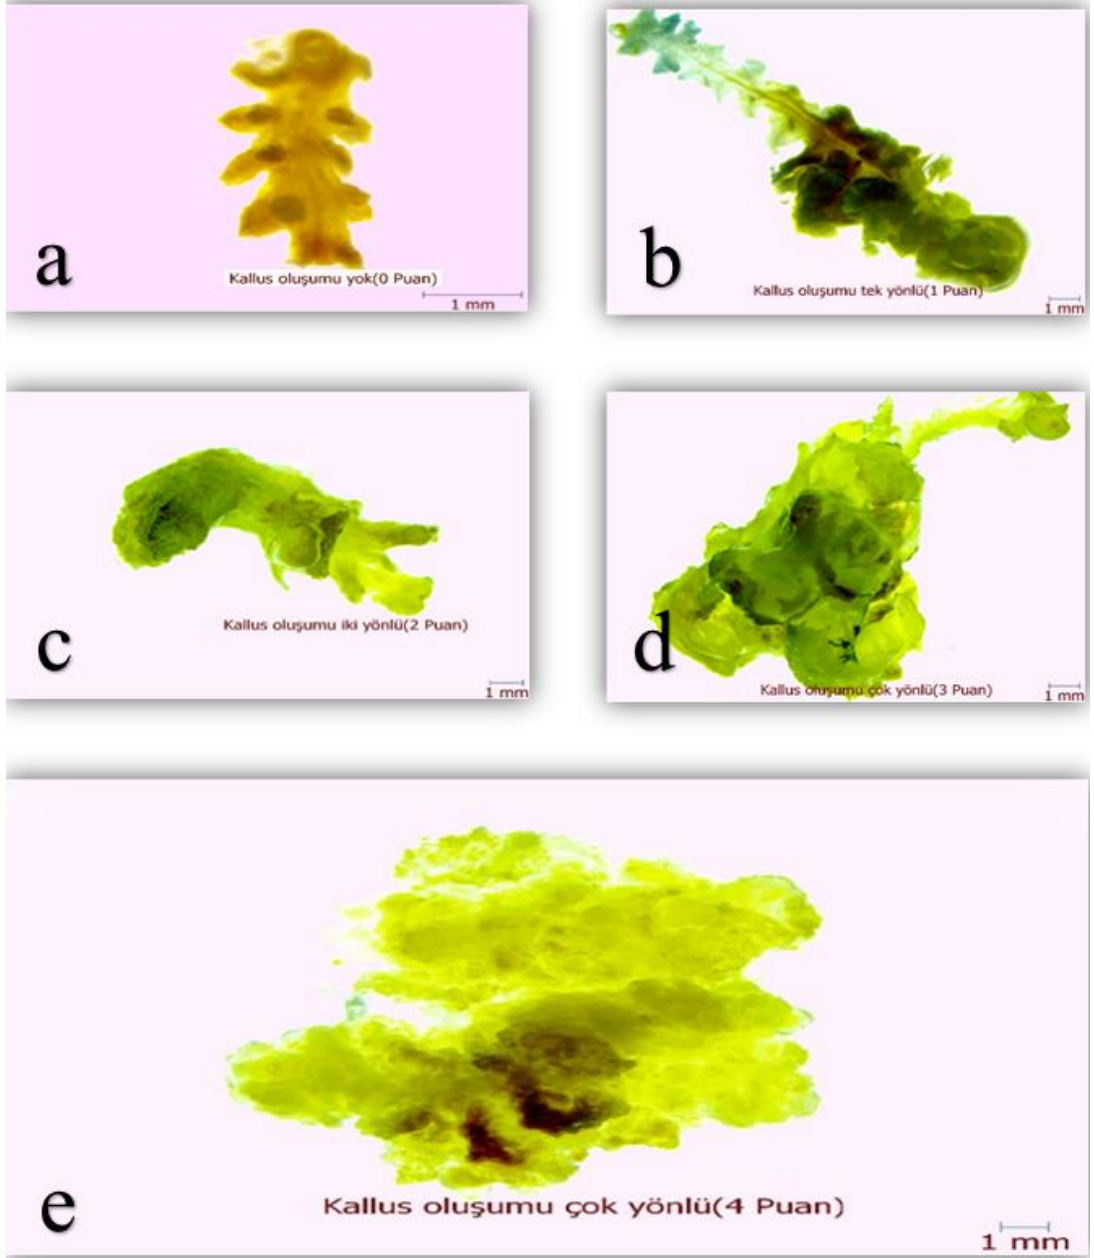 a
Kallus oluşumu yok(0 Puan)
1 mm
b
Kallus oluşumu tek yönlü(1 Puan)
1 mm
c
Kallus oluşumu iki yönlü(2 Puan)
1 mm
d
Kallus oluşumu çok yönlü(3 Puan)
1 mm
e
Kallus oluşumu çok yönlü(4 Puan)
1 mm